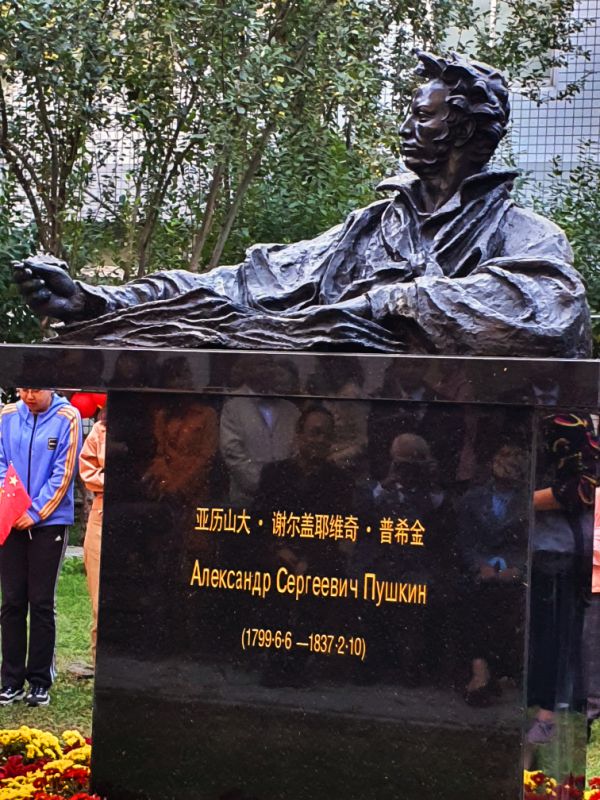 亚历山大·谢尔盖耶维奇·普希金
Александр Сергеевич Пушкин
(1799·6·6 —1837·2·10)